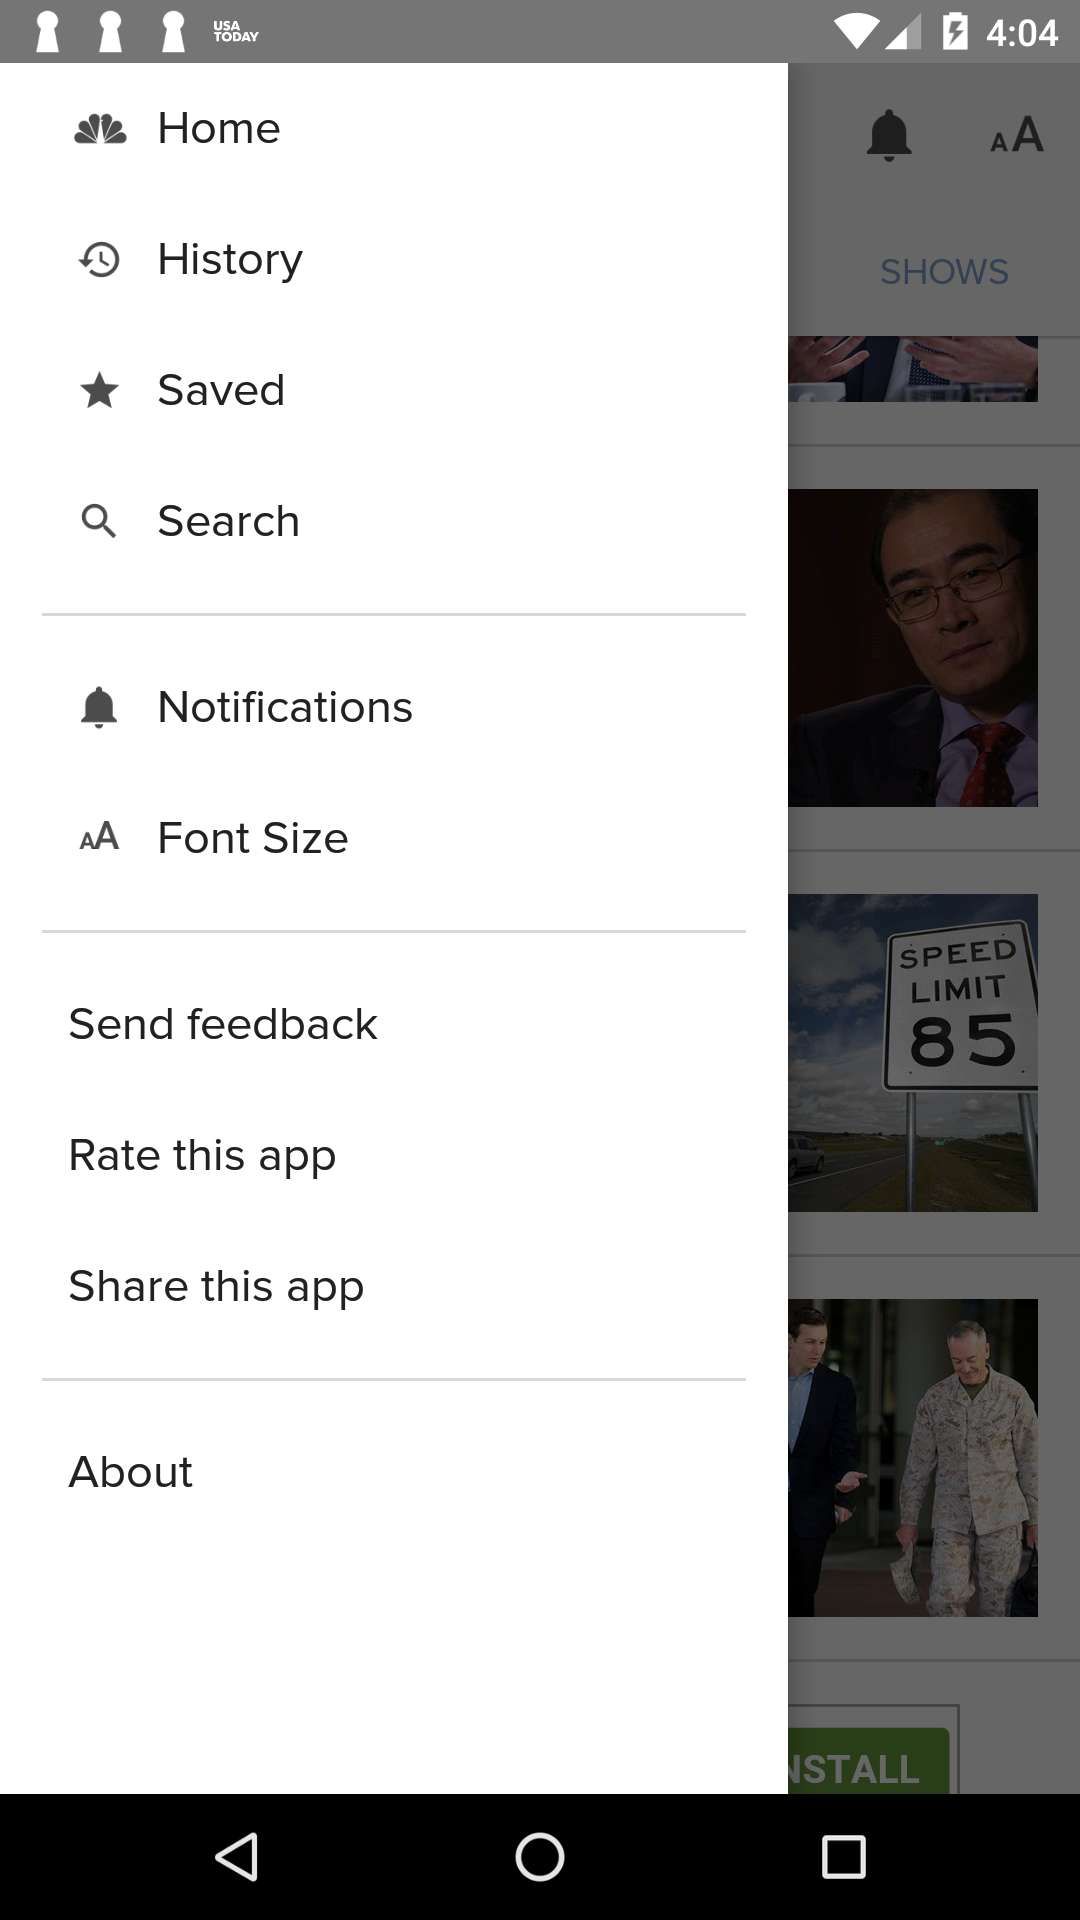 USA
TODAY
4:04
Home
AA
History
SHOWS
Saved
Search
Notifications
AA Font Size
SPEED
LIMIT
85
Send feedback
Rate this app
Share this app
About
NSTALL